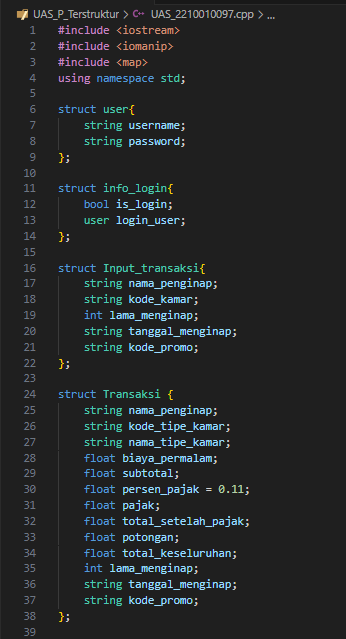 UAS_P_Terstruktur > UAS_2210010097.cpp > ...
1 #include <iostream>
2 #include <iomanip>
3 #include <map>
4 using namespace std;
5
6 struct user{
7 string username;
8 string password;
9 };
10
11 struct info_login{
12 bool is_login;
13 user login_user;
14 };
15
16 struct Input_transaksi{
17 string nama_penginap;
18 string kode_kamar;
19 int lama_menginap;
20 string tanggal_menginap;
21 string kode_promo;
22 };
23
24 struct Transaksi {
25 string nama_penginap;
26 string kode_tipe_kamar;
27 string nama_tipe_kamar;
28 float biaya_permalam;
29 float subtotal;
30 float persen_pajak = 0.11;
31 float pajak;
32 float total_setelah_pajak;
33 float potongan;
34 float total_keseluruhan;
35 int lama_menginap;
36 string tanggal_menginap;
37 string kode_promo;
38 };
39